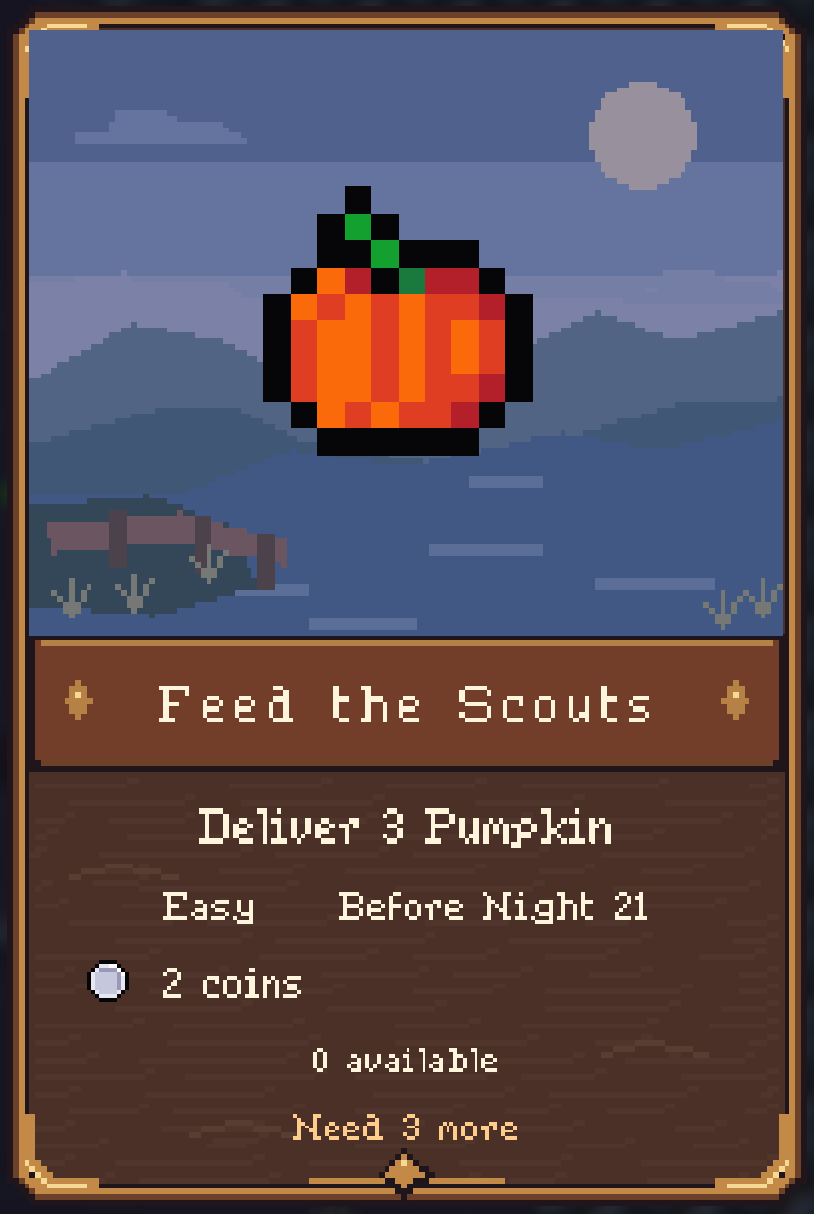 Feed the Scouts
Deliver 3 Pumpkin
Easy Before Night 21
2 coins
0 available
Need 3 more